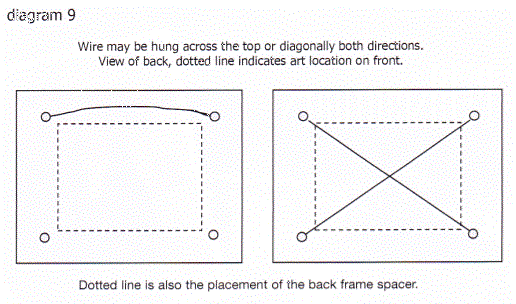 diagram 9
Wire may be hung across the top or diagonally both directions.
View of back, dotted line indicates art location on front.
Dotted line is also the placement of the back frame spacer.